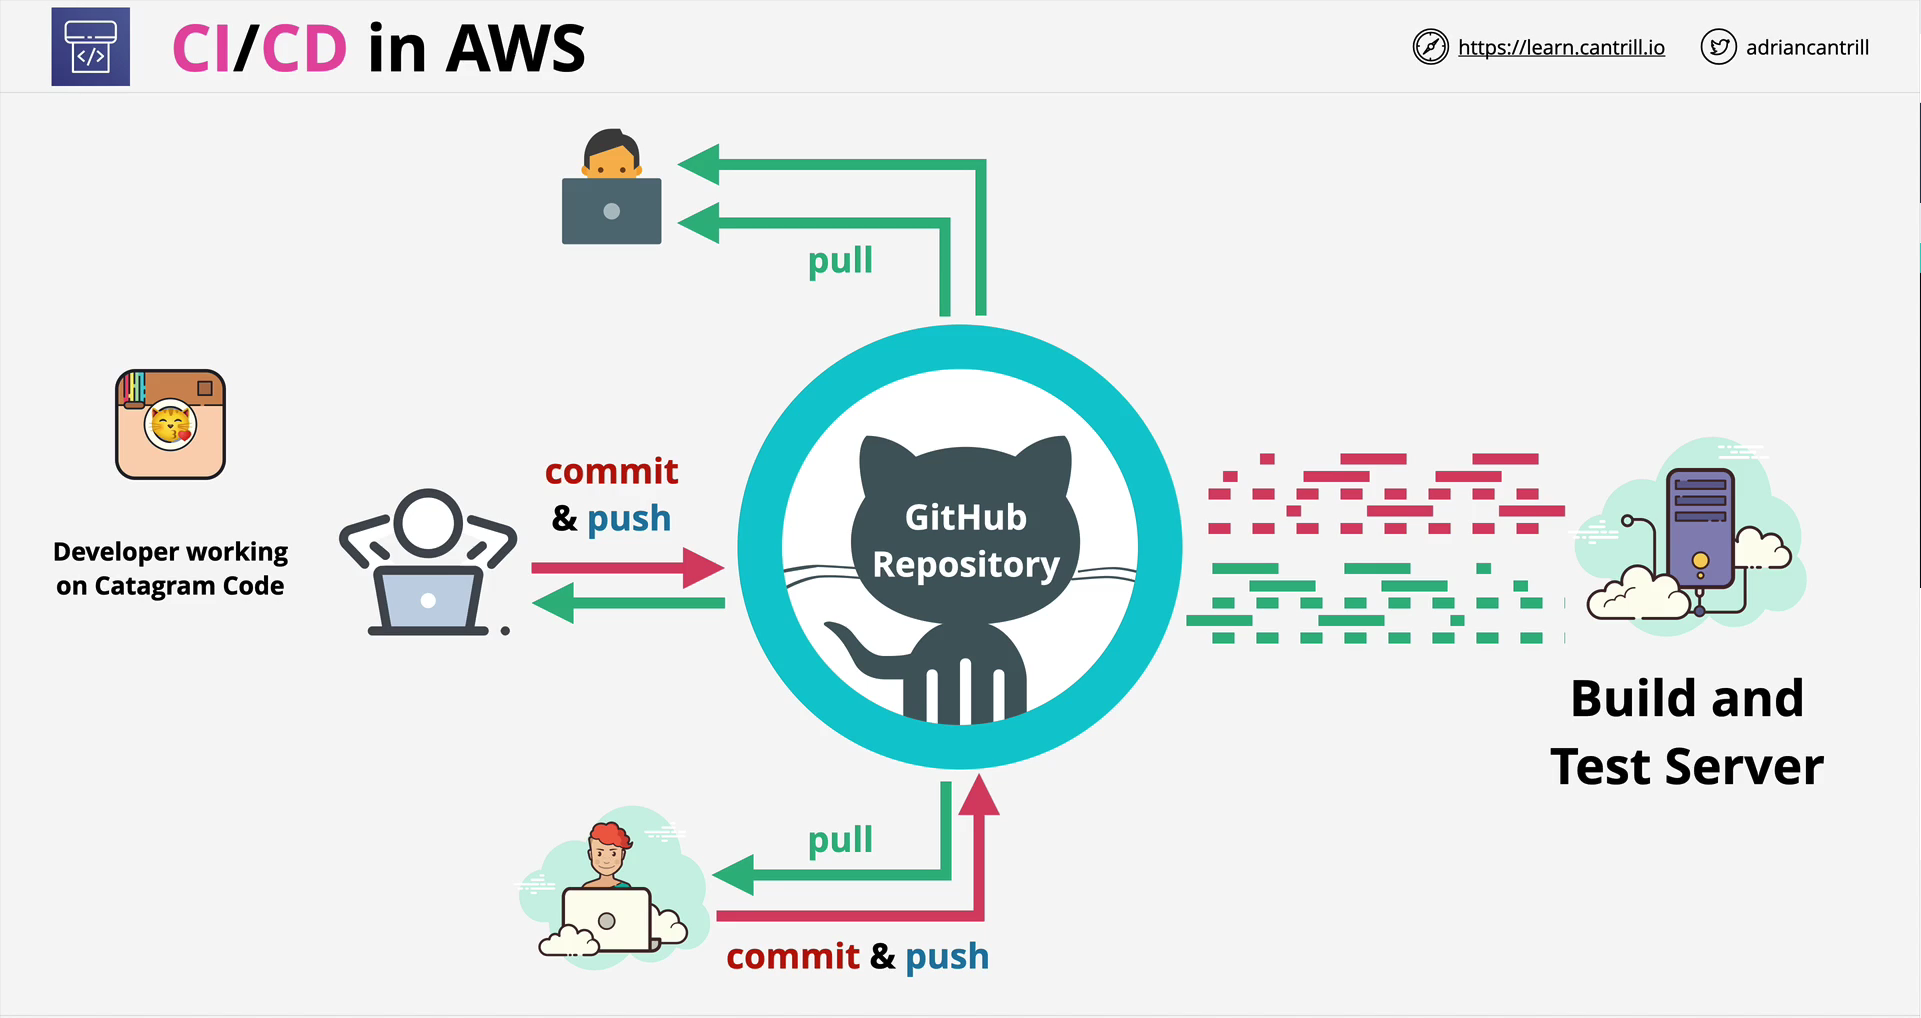 CI/CD in AWS
https://learn.cantrill.io
adriancantrill
pull
commit
& push
Developer working
on Catagram Code
GitHub
Repository
Build and
Test Server
pull
commit & push